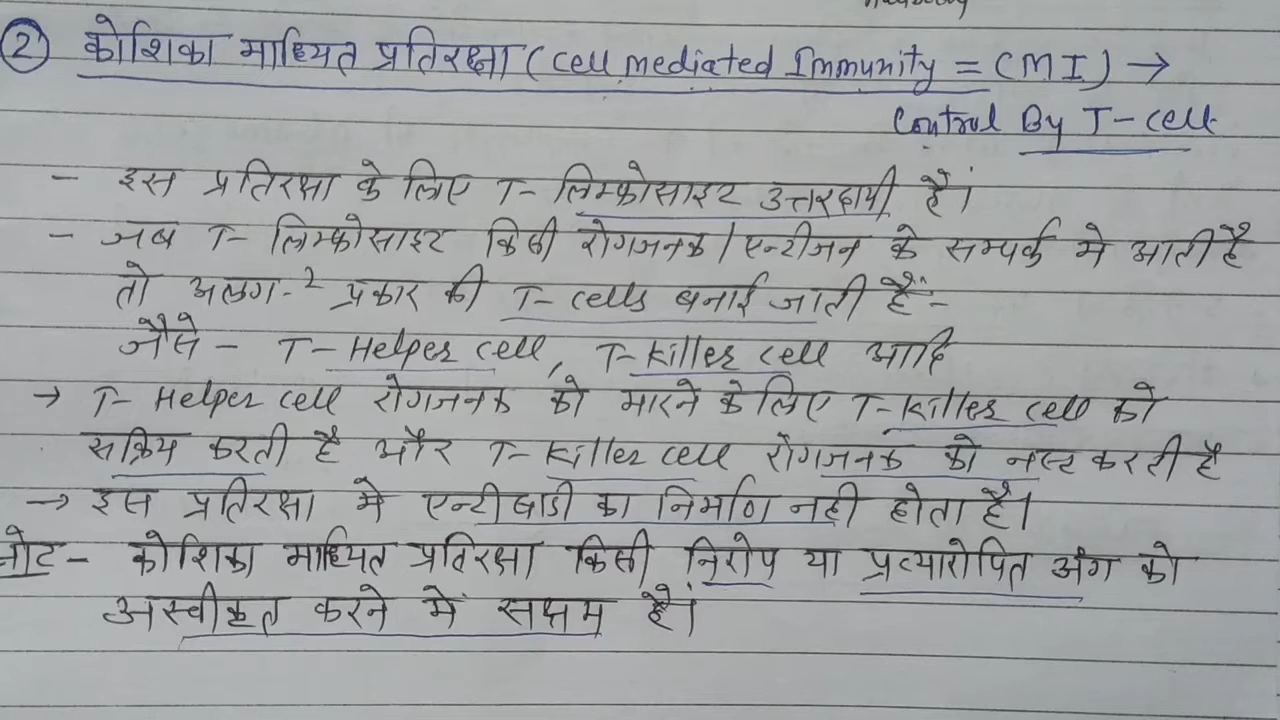 ② कोशिका माध्यित प्रतिरक्षा (Cell mediated Immunity = CMI) →
Control By T-cell
- इस प्रतिरक्षा के लिए T- लिम्फोसाइट उत्तरदायी है।
- जब T- लिम्फोसाइट किसी रोगजनक / एन्टीजन के सम्पर्क मे आती है
तो अलग-२ प्रकार की T- cells बनाई जाती है :-
जैसे - T-Helper cell, T-Killer cell आदि
→ T- Helper cell रोगजनक को मारने के लिए T-Killer cell को
सक्रिय करती है और T-Killer cell रोगजनक को नष्ट करती है
→ इस प्रतिरक्षा मे एन्टीबाडी का निर्माण नही होता है।
नोट- कोशिका माध्यित प्रतिरक्षा किसी निरोप या प्रत्यारोपित अंग को
अस्वीकृत करने में सक्षम है।